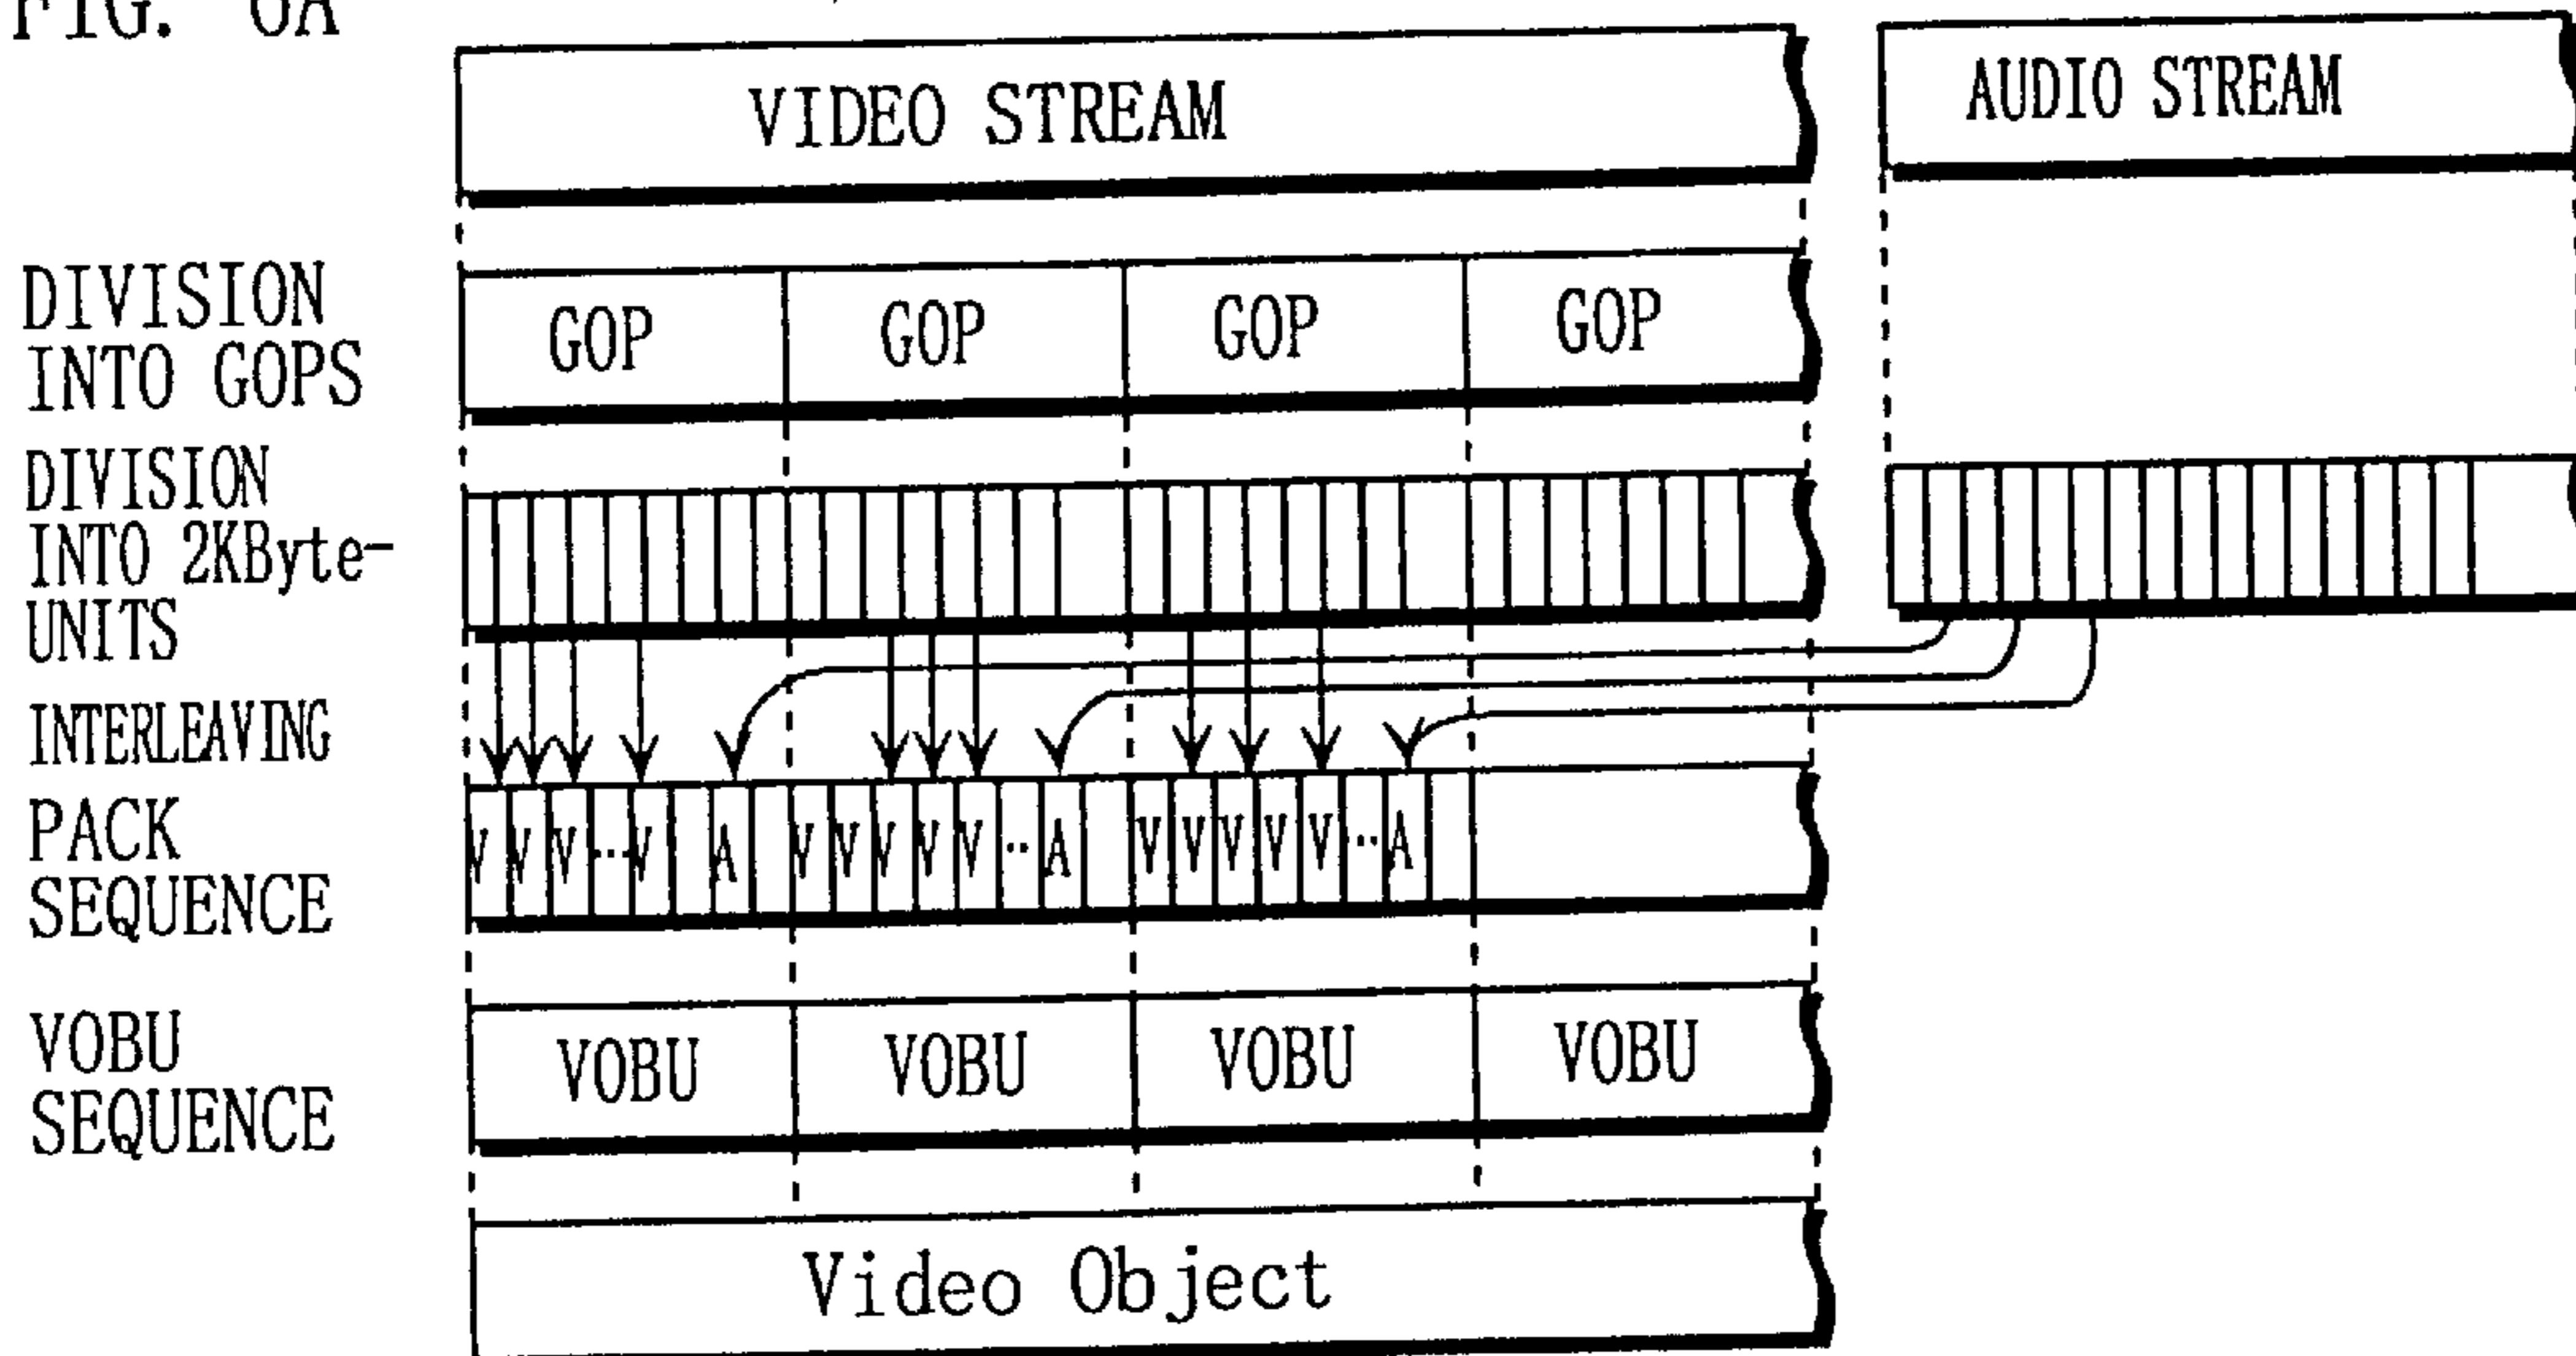 FIG. 6A
VIDEO STREAM
AUDIO STREAM
DIVISION
INTO GOPS
GOP GOP GOP GOP
DIVISION
INTO 2KByte-
UNITS
INTERLEAVING
PACK
SEQUENCE
V V V ... V A V V V V V .. A V V V V V .. A
VOBU
SEQUENCE
VOBU VOBU VOBU VOBU
Video Object